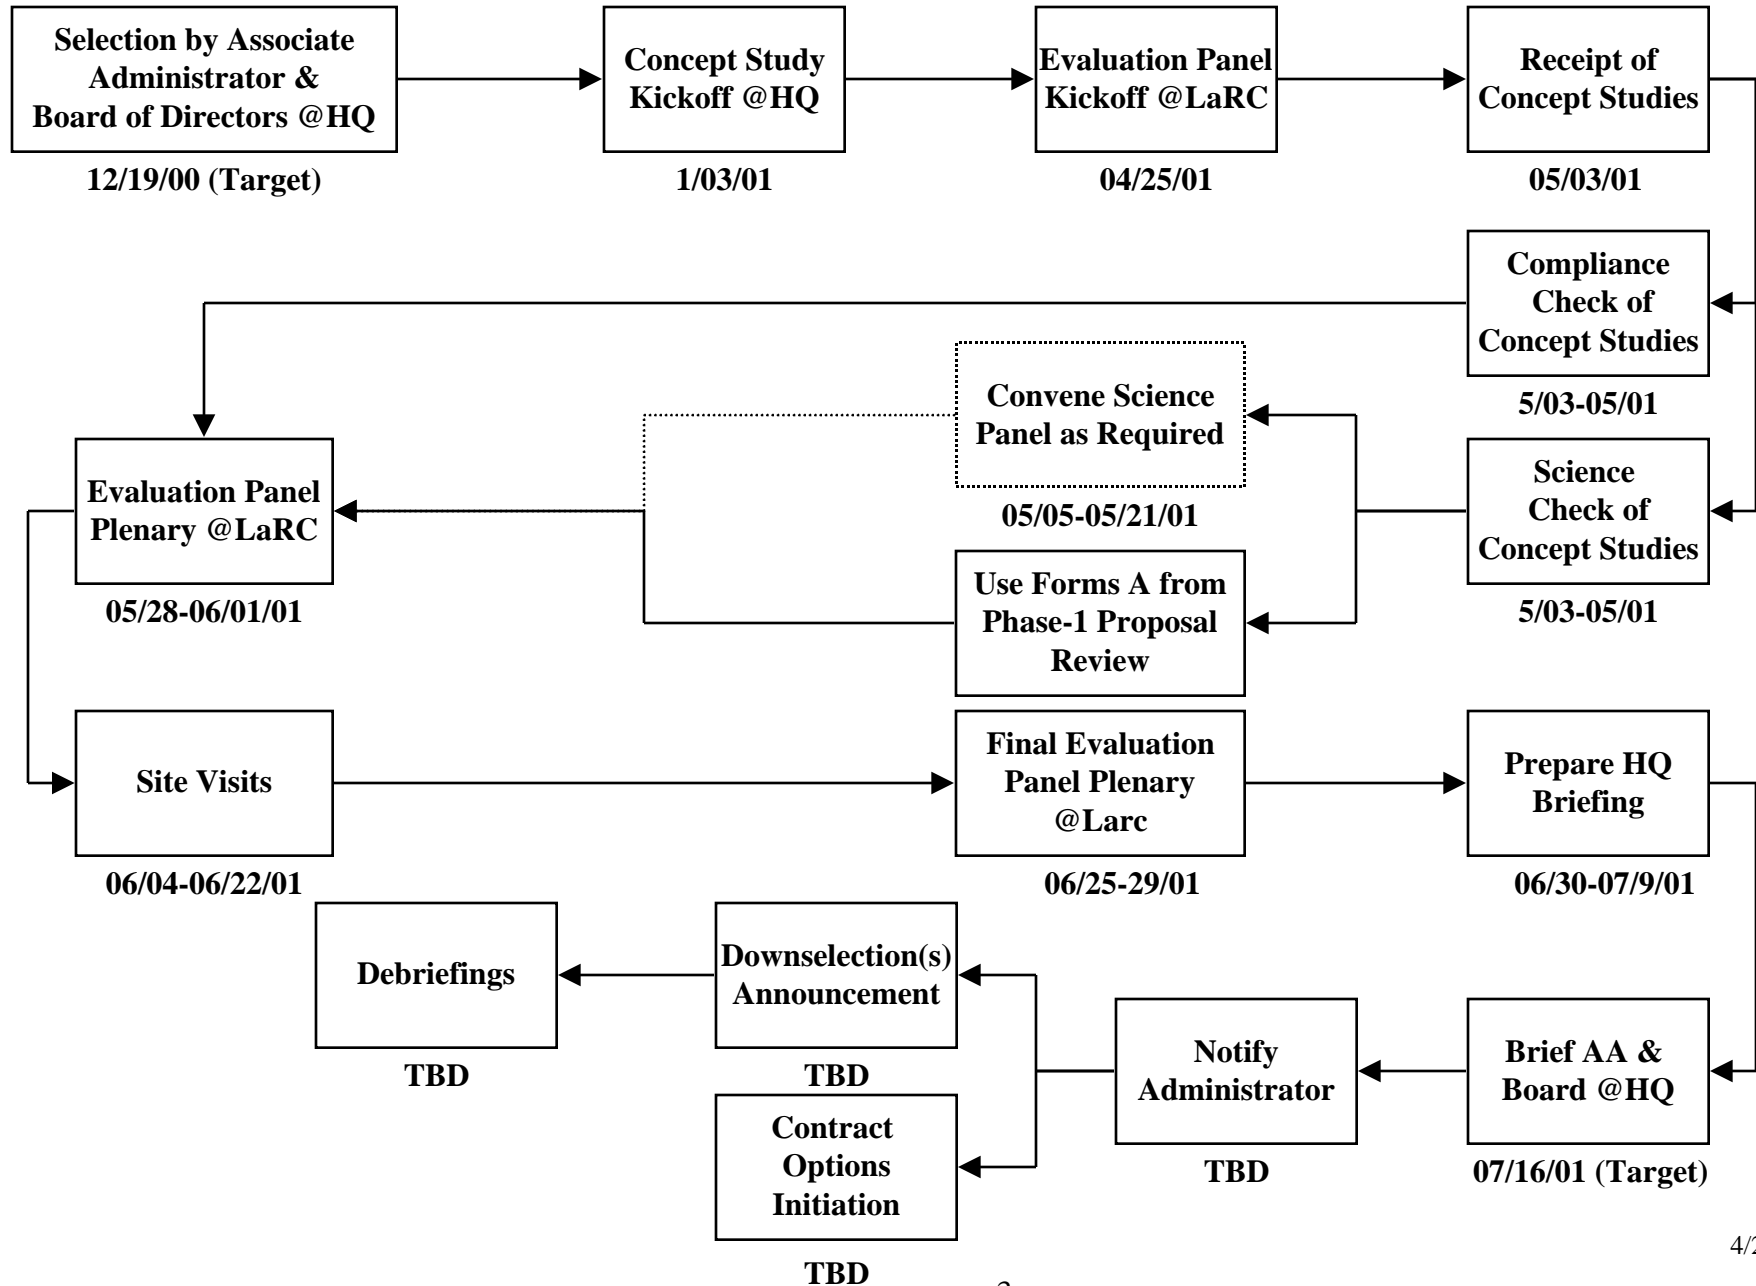 Selection by Associate
Administrator &
Board of Directors @HQ
12/19/00 (Target)
Concept Study
Kickoff @HQ
1/03/01
Evaluation Panel
Kickoff @LaRC
04/25/01
Receipt of
Concept Studies
05/03/01
Compliance
Check of
Concept Studies
5/03-05/01
Convene Science
Panel as Required
05/05-05/21/01
Science
Check of
Concept Studies
5/03-05/01
Evaluation Panel
Plenary @LaRC
05/28-06/01/01
Use Forms A from
Phase-1 Proposal
Review
Site Visits
06/04-06/22/01
Final Evaluation
Panel Plenary
@Larc
06/25-29/01
Prepare HQ
Briefing
06/30-07/9/01
Debriefings
TBD
Downselection(s)
Announcement
TBD
Notify
Administrator
TBD
Brief AA &
Board @HQ
07/16/01 (Target)
Contract
Options
Initiation
TBD